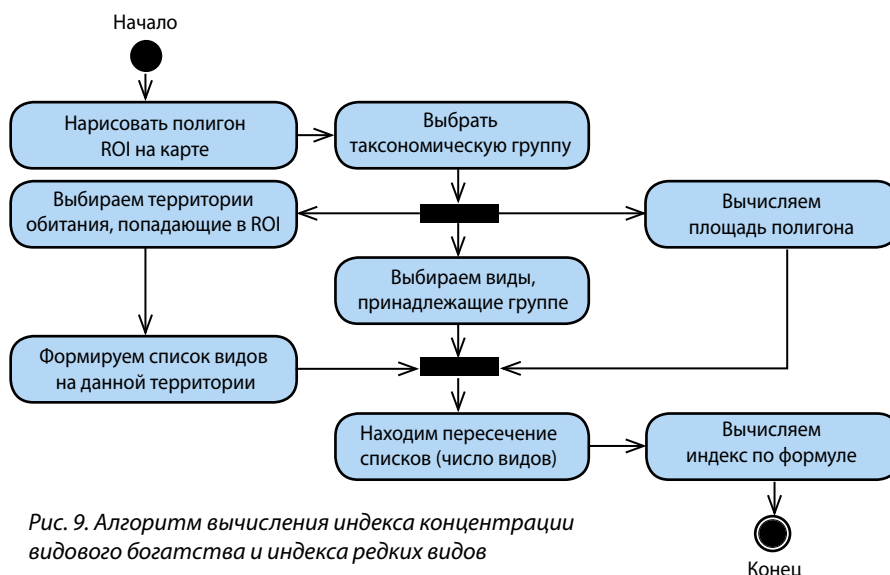 Начало
Нарисовать полигон
ROI на карте
Выбрать
таксономическую группу
Выбираем территории
обитания, попадающие в ROI
Вычисляем
площадь полигона
Выбираем виды,
принадлежащие группе
Формируем список видов
на данной территории
Находим пересечение
списков (число видов)
Вычисляем
индекс по формуле
Рис. 9. Алгоритм вычисления индекса концентрации
видового богатства и индекса редких видов
Конец